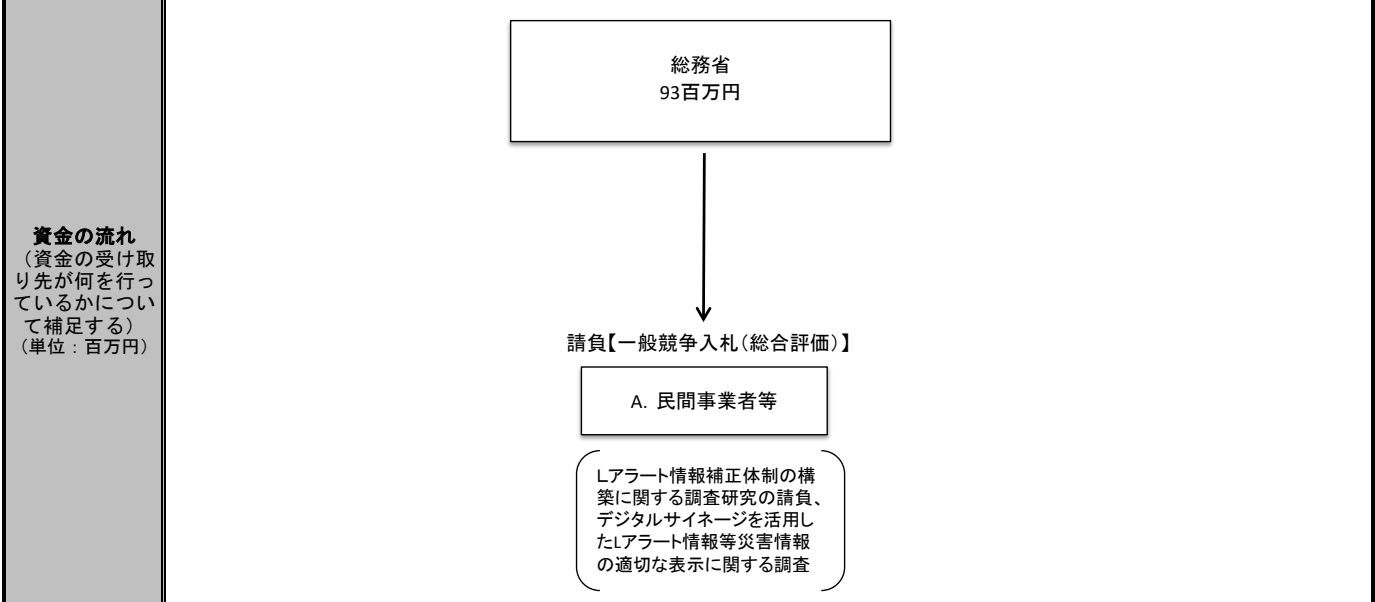 資金の流れ
（資金の受け取
り先が何を行っ
ているかについ
て補足する）
（単位：百万円）
総務省
93百万円
請負【一般競争入札（総合評価）】
A. 民間事業者等
Lアラート情報補正体制の構
築に関する調査研究の請負、
デジタルサイネージを活用し
たLアラート情報等災害情報
の適切な表示に関する調査